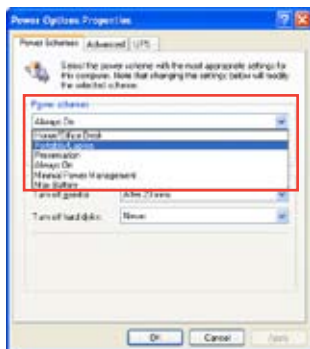 Power Options Properties
Power Schemes Advanced UPS
Select the power scheme with the most appropriate settings for
this computer. Note that changing the settings below will modify
the selected scheme.
Power schemes
Always On
Home/Office Desk
Portable/Laptop
Presentation
Always On
Minimal Power Management
Max Battery
Turn off monitor: After 20 mins
Turn off hard disks: Never
OK Cancel Apply